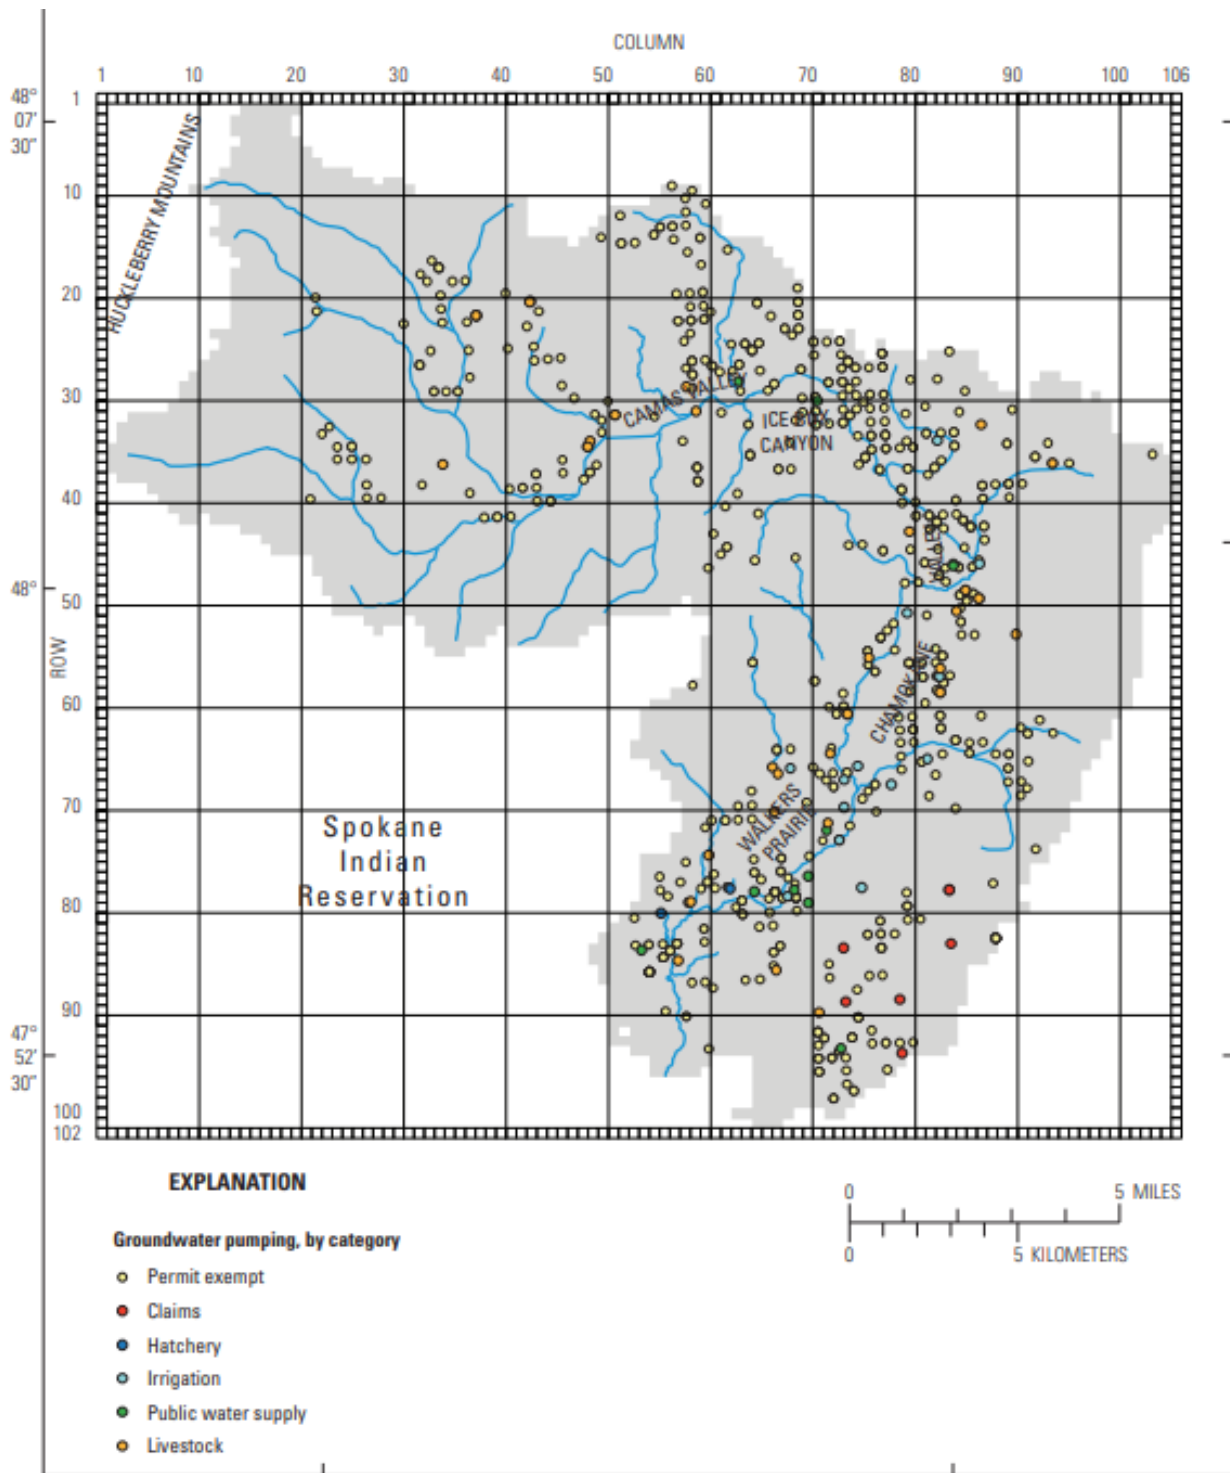 COLUMN
1 10 20 30 40 50 60 70 80 90 100 106
48°
07'
30"
1
10
20
30
40
48°
50
60
70
80
90
47°
52'
30"
100
102
ROW
HUCKLEBERRY MOUNTAINS
CAMAS VALLEY
ICE BOX
CANYON
CHAMOKANE
VALLEY
WALKERS
PRAIRIE
Spokane
Indian
Reservation
EXPLANATION
Groundwater pumping, by category
Permit exempt
Claims
Hatchery
Irrigation
Public water supply
Livestock
0 5 MILES
0 5 KILOMETERS